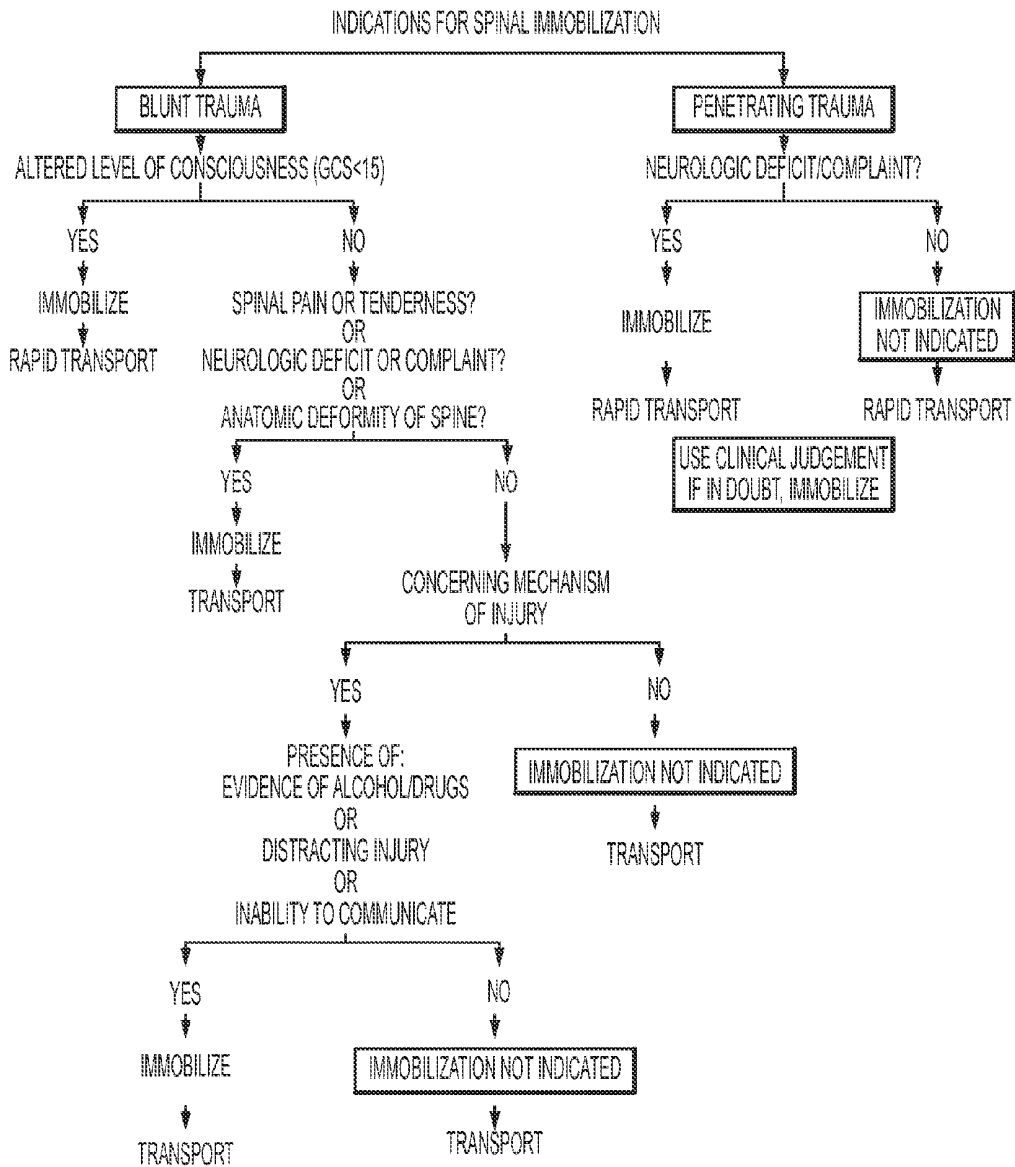 INDICATIONS FOR SPINAL IMMOBILIZATION
BLUNT TRAUMA
PENETRATING TRAUMA
ALTERED LEVEL OF CONSCIOUSNESS (GCS<15)
NEUROLOGIC DEFICIT/COMPLAINT?
YES
NO
YES
NO
IMMOBILIZE
RAPID TRANSPORT
SPINAL PAIN OR TENDERNESS?
OR
NEUROLOGIC DEFICIT OR COMPLAINT?
OR
ANATOMIC DEFORMITY OF SPINE?
IMMOBILIZE
RAPID TRANSPORT
IMMOBILIZATION
NOT INDICATED
RAPID TRANSPORT
USE CLINICAL JUDGEMENT
IF IN DOUBT, IMMOBILIZE
YES
NO
IMMOBILIZE
TRANSPORT
CONCERNING MECHANISM
OF INJURY
YES
NO
PRESENCE OF:
EVIDENCE OF ALCOHOL/DRUGS
OR
DISTRACTING INJURY
OR
INABILITY TO COMMUNICATE
IMMOBILIZATION NOT INDICATED
TRANSPORT
YES
NO
IMMOBILIZE
TRANSPORT
IMMOBILIZATION NOT INDICATED
TRANSPORT